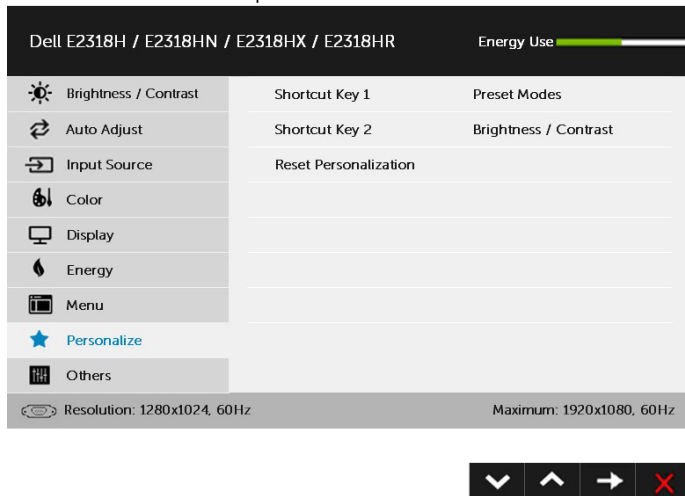 Dell E2318H / E2318HN / E2318HX / E2318HR Energy Use
Brightness / Contrast Shortcut Key 1 Preset Modes
Auto Adjust Shortcut Key 2 Brightness / Contrast
Input Source Reset Personalization
Color
Display
Energy
Menu
Personalize
Others
Resolution: 1280x1024, 60Hz Maximum: 1920x1080, 60Hz